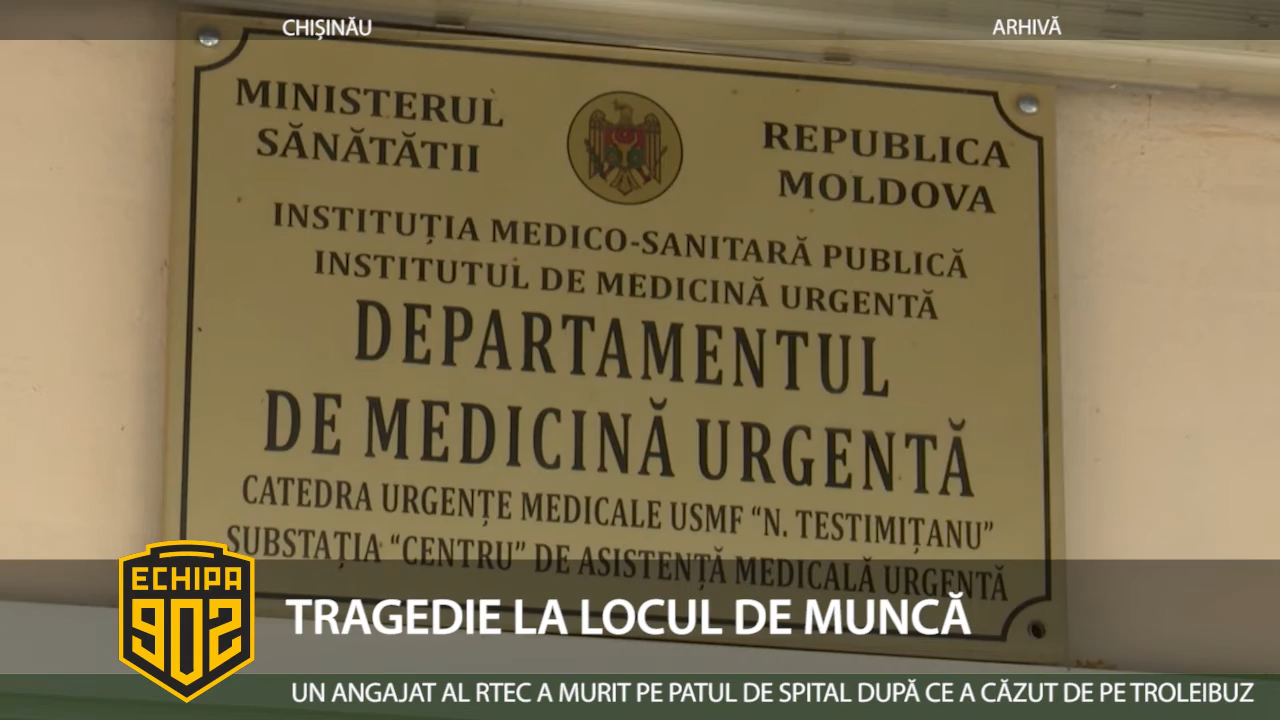 CHIȘINĂU
ARHIVĂ
MINISTERUL
SĂNĂTĂTII
REPUBLICA
MOLDOVA
INSTITUȚIA MEDICO-SANITARĂ PUBLICĂ
INSTITUTUL DE MEDICINĂ URGENTĂ
DEPARTAMENTUL
DE MEDICINĂ URGENTĂ
CATEDRA URGENȚE MEDICALE USMF “N. TESTIMIȚANU”
SUBSTAȚIA “CENTRU” DE ASISTENȚĂ MEDICALĂ URGENTĂ
ECHIPA
902
TRAGEDIE LA LOCUL DE MUNCĂ
UN ANGAJAT AL RTEC A MURIT PE PATUL DE SPITAL DUPĂ CE A CĂZUT DE PE TROLEIBUZ